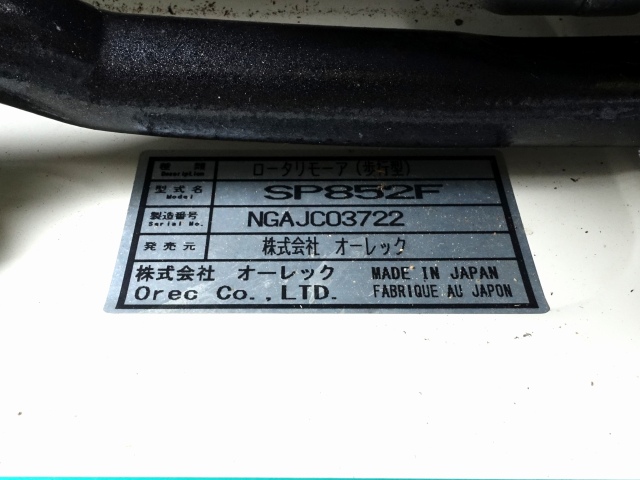 種類 ロータリモーア(歩行型)
Description
型式名 SP852F
Model
製造番号 NGAJC03722
Serial No.
発売元 株式会社 オーレック
株式会社 オーレック MADE IN JAPAN
Orec Co.,LTD. FABRIQUE AU JAPON